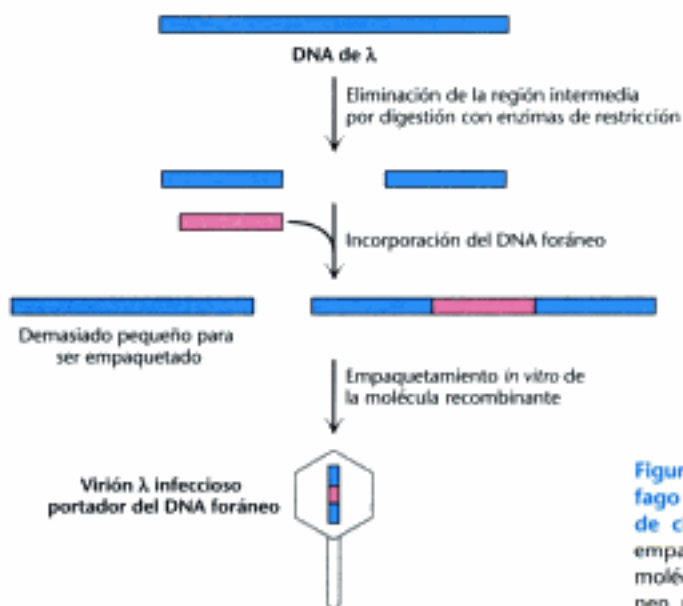 DNA de λ
Eliminación de la región intermedia
por digestión con enzimas de restricción
Incorporación del DNA foráneo
Demasiado pequeño para
ser empaquetado
Empaquetamiento in vitro de
la molécula recombinante
Virión λ infeccioso
portador del DNA foráneo
fago
de
empa
moléc